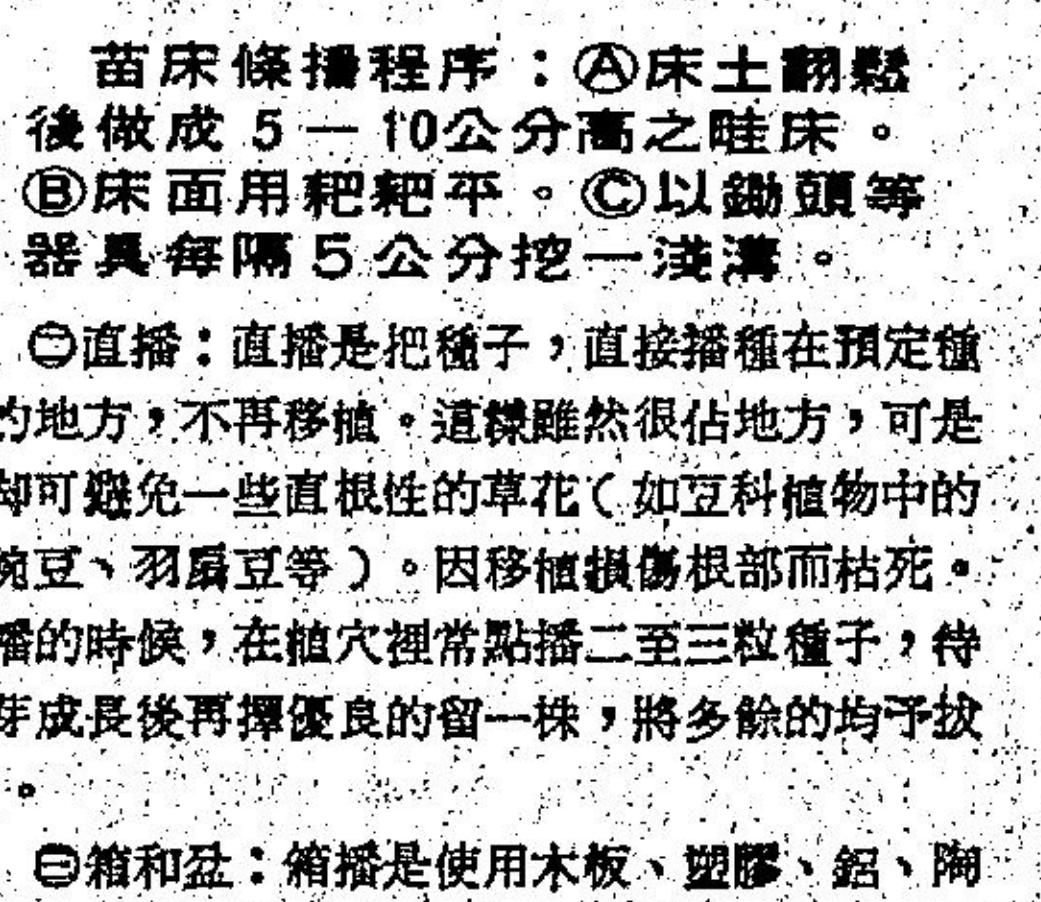 苗床條播程序：Ⓐ床土翻鬆
後做成5－10公分高之畦床。
Ⓑ床面用耙耙平。Ⓒ以鋤頭等
器具每隔5公分挖一淺溝。
㊁直播：直播是把種子，直接播種在預定種
的地方，不再移植。這樣雖然很佔地方，可是
却可避免一些直根性的草花（如豆科植物中的
豌豆、羽扇豆等）。因移植損傷根部而枯死。
播的時候，在植穴裡常點播二至三粒種子，待
芽成長後再擇優良的留一株，將多餘的均予拔
。
㊂箱和盆：箱播是使用木板、塑膠、鋁、陶